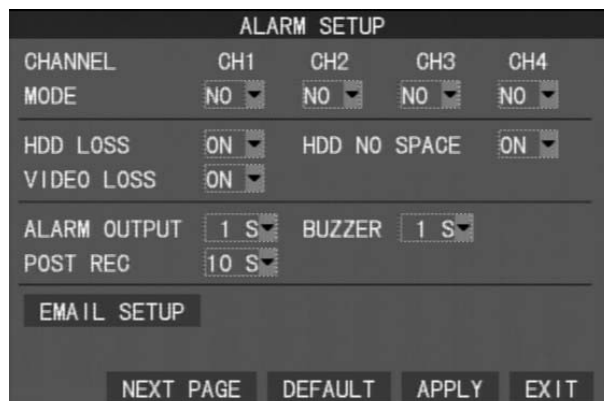 ALARM SETUP
CHANNEL CH1 CH2 CH3 CH4
MODE NO NO NO NO
HDD LOSS ON HDD NO SPACE ON
VIDEO LOSS ON
ALARM OUTPUT 1 S BUZZER 1 S
POST REC 10 S
EMAIL SETUP
NEXT PAGE DEFAULT APPLY EXIT